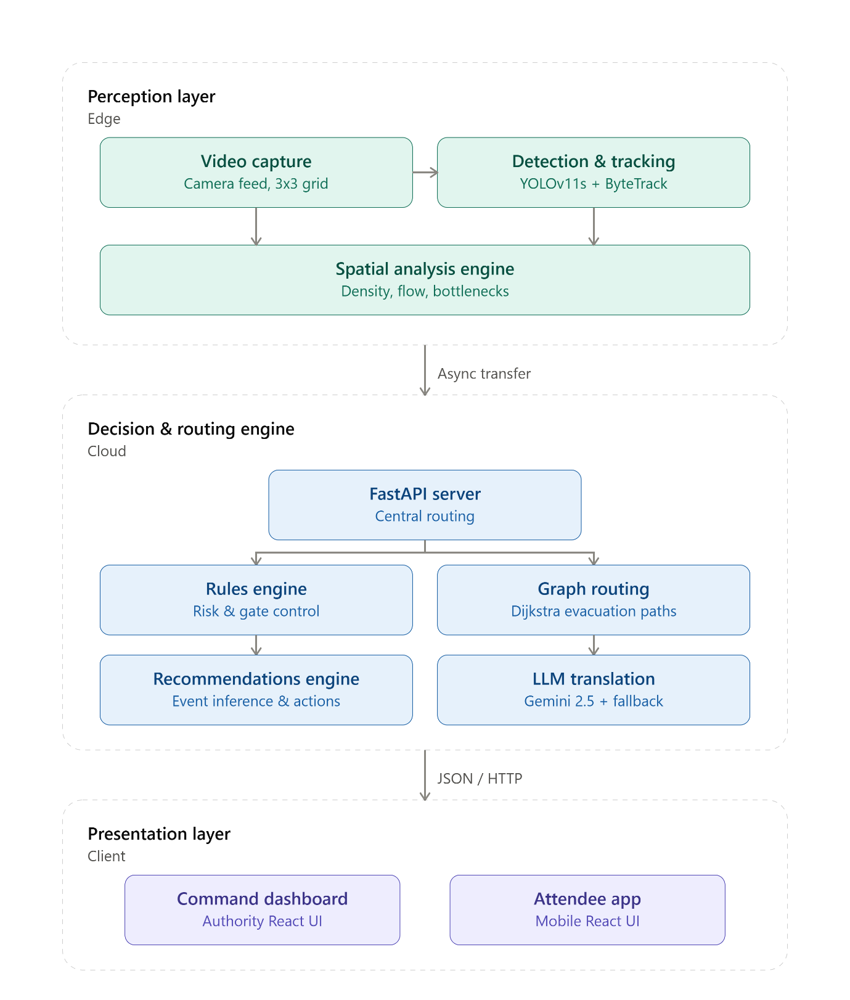 Perception layer
Edge
Video capture
Camera feed, 3x3 grid
Detection & tracking
YOLOv11s + ByteTrack
Spatial analysis engine
Density, flow, bottlenecks
Async transfer
Decision & routing engine
Cloud
FastAPI server
Central routing
Rules engine
Risk & gate control
Graph routing
Dijkstra evacuation paths
Recommendations engine
Event inference & actions
LLM translation
Gemini 2.5 + fallback
JSON / HTTP
Presentation layer
Client
Command dashboard
Authority React UI
Attendee app
Mobile React UI